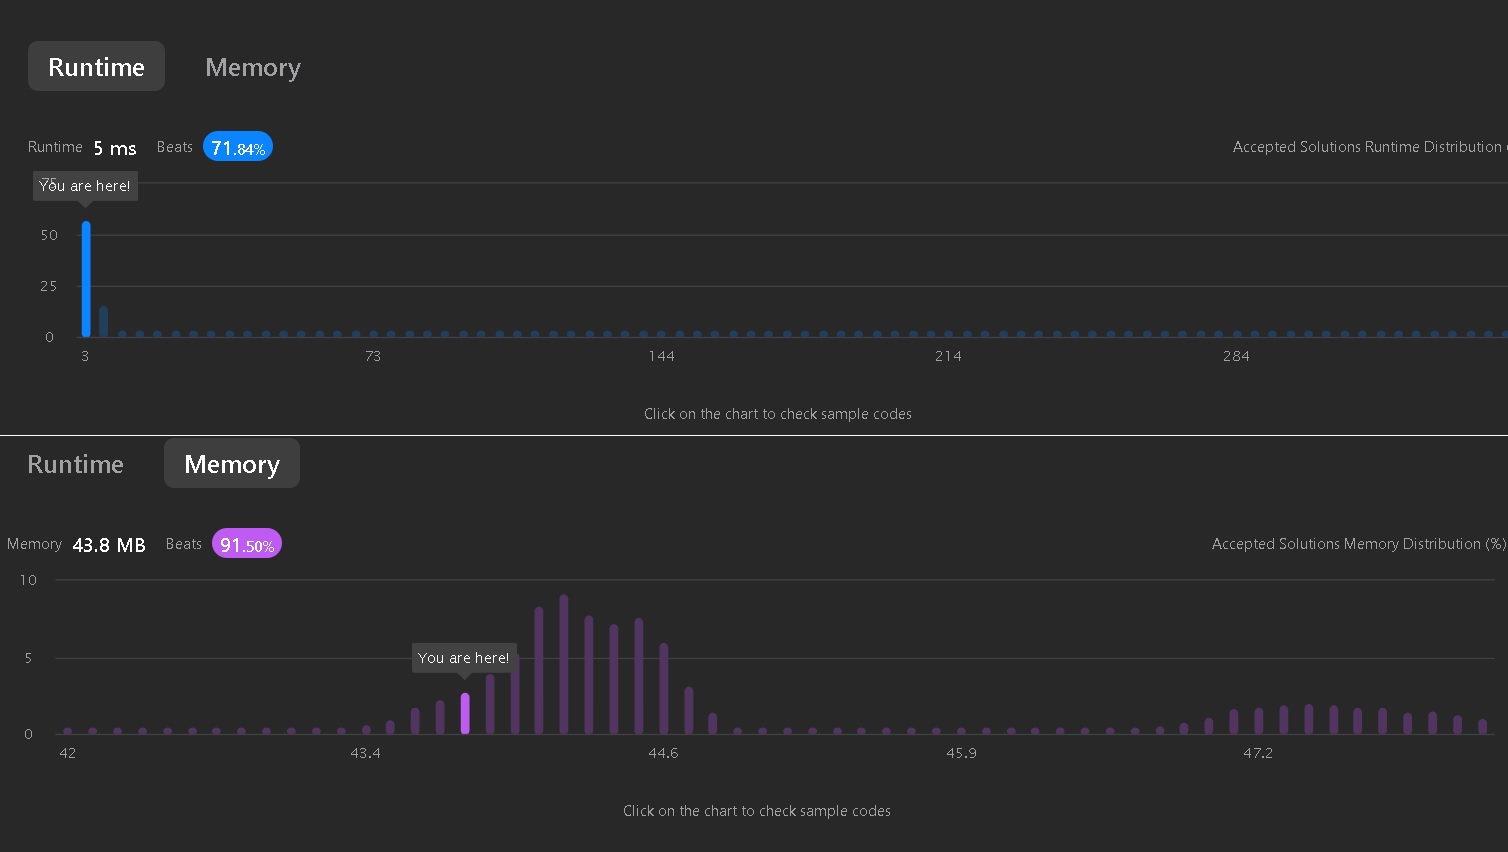 Runtime Memory
Runtime 5 ms Beats 71.84% Accepted Solutions Runtime Distribution
75
You are here!
50
25
0
3 73 144 214 284
Click on the chart to check sample codes
Runtime Memory
Memory 43.8 MB Beats 91.50% Accepted Solutions Memory Distribution (%)
10
You are here!
5
0
42 43.4 44.6 45.9 47.2
Click on the chart to check sample codes